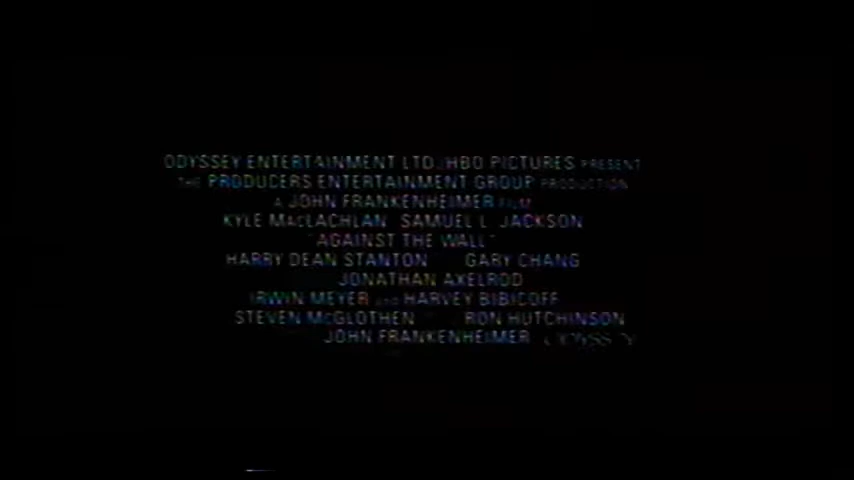 ODYSSEY ENTERTAINMENT LTD./HBO PICTURES PRESENT
THE PRODUCERS ENTERTAINMENT GROUP PRODUCTION
A JOHN FRANKENHEIMER FILM
KYLE MACLACHLAN SAMUEL L. JACKSON
"AGAINST THE WALL"
HARRY DEAN STANTON GARY CHANG
JONATHAN AXELROD
IRWIN MEYER AND HARVEY BIBICOFF
STEVEN MCGLOTHEN RON HUTCHINSON
JOHN FRANKENHEIMER ODYSSEY